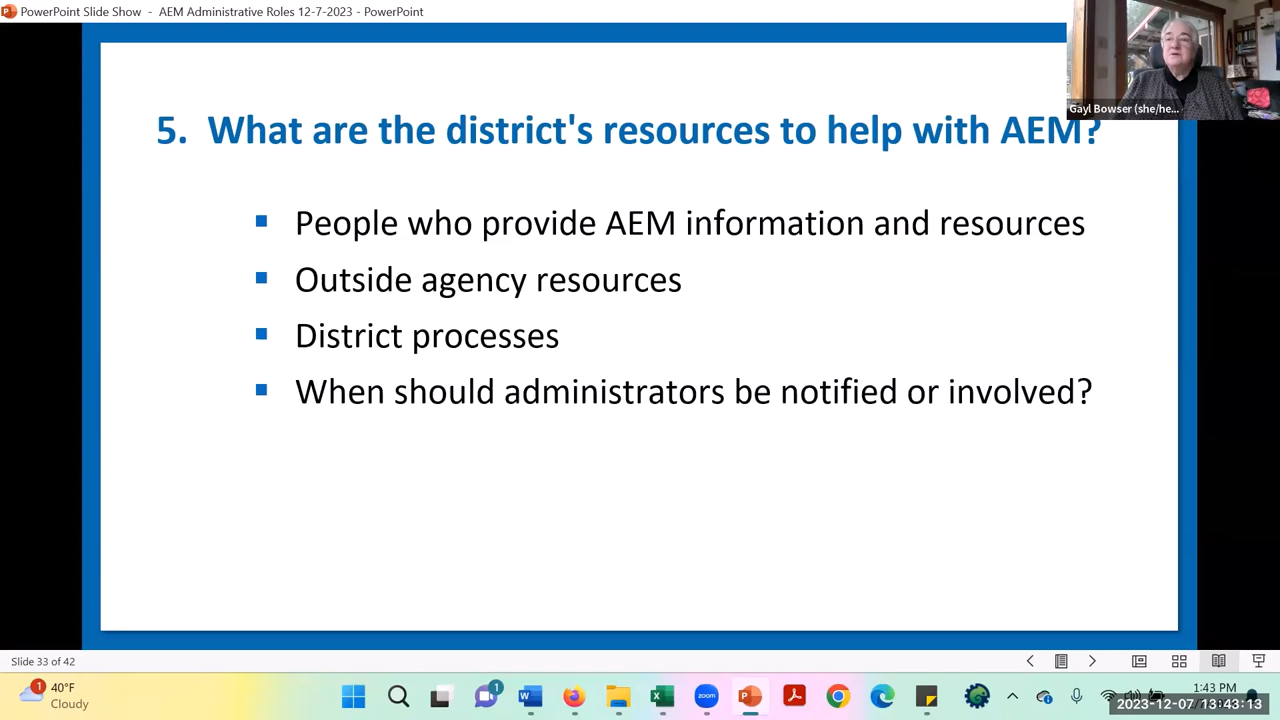 PowerPoint Slide Show - AEM Administrative Roles 12-7-2023 - PowerPoint
Gayl Bowser (she/he...
5. What are the district's resources to help with AEM?
▪ People who provide AEM information and resources
▪ Outside agency resources
▪ District processes
▪ When should administrators be notified or involved?
Slide 33 of 42
1
40°F
Cloudy
1
zoom
1:43 PM
2023-12-07 13:43:13